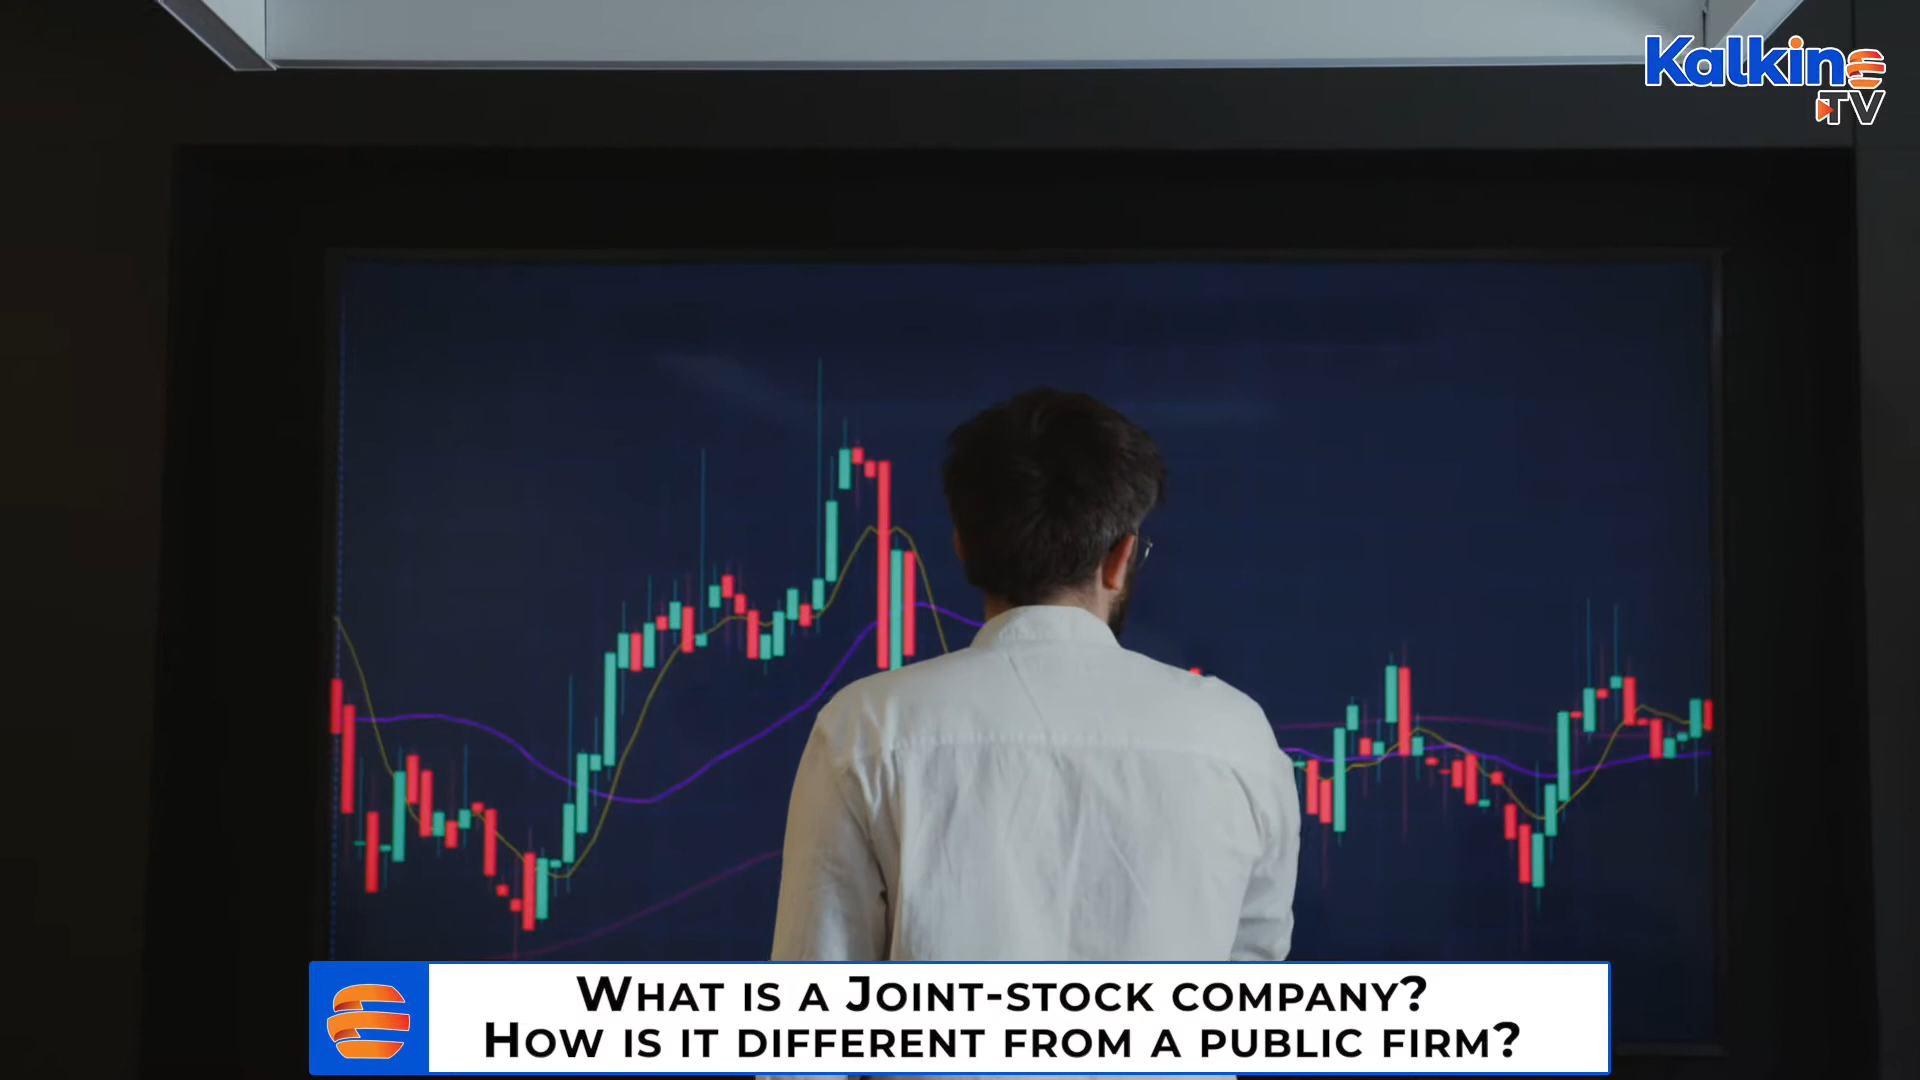 Kalkine
TV
What is a Joint-stock company?
How is it different from a public firm?